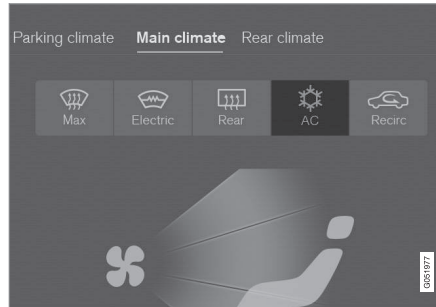 Parking climate Main climate Rear climate
Max Electric Rear AC Recirc
G051977